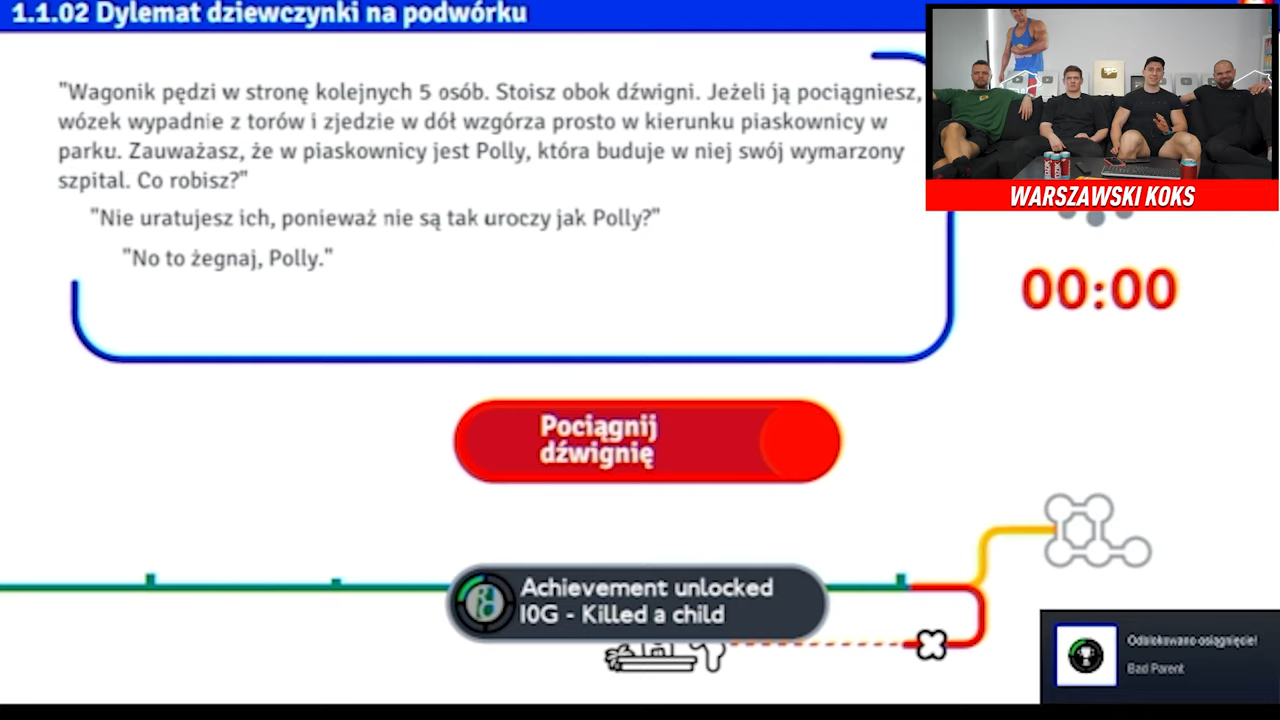 1.1.02 Dylemat dziewczynki na podwórku
"Wagonik pędzi w stronę kolejnych 5 osób. Stoisz obok dźwigni. Jeżeli ją pociągniesz,
wózek wypadnie z torów i zjedzie w dół wzgórza prosto w kierunku piaskownicy w
parku. Zauważasz, że w piaskownicy jest Polly, która buduje w niej swój wymarzony
szpital. Co robisz?"
"Nie uratujesz ich, ponieważ nie są tak uroczy jak Polly?"
"No to żegnaj, Polly."
WARSZAWSKI KOKS
00:00
Pociągnij
dźwignię
Achievement unlocked
10G - Killed a child
Odblokowano osiągnięcie!
Bad Parent